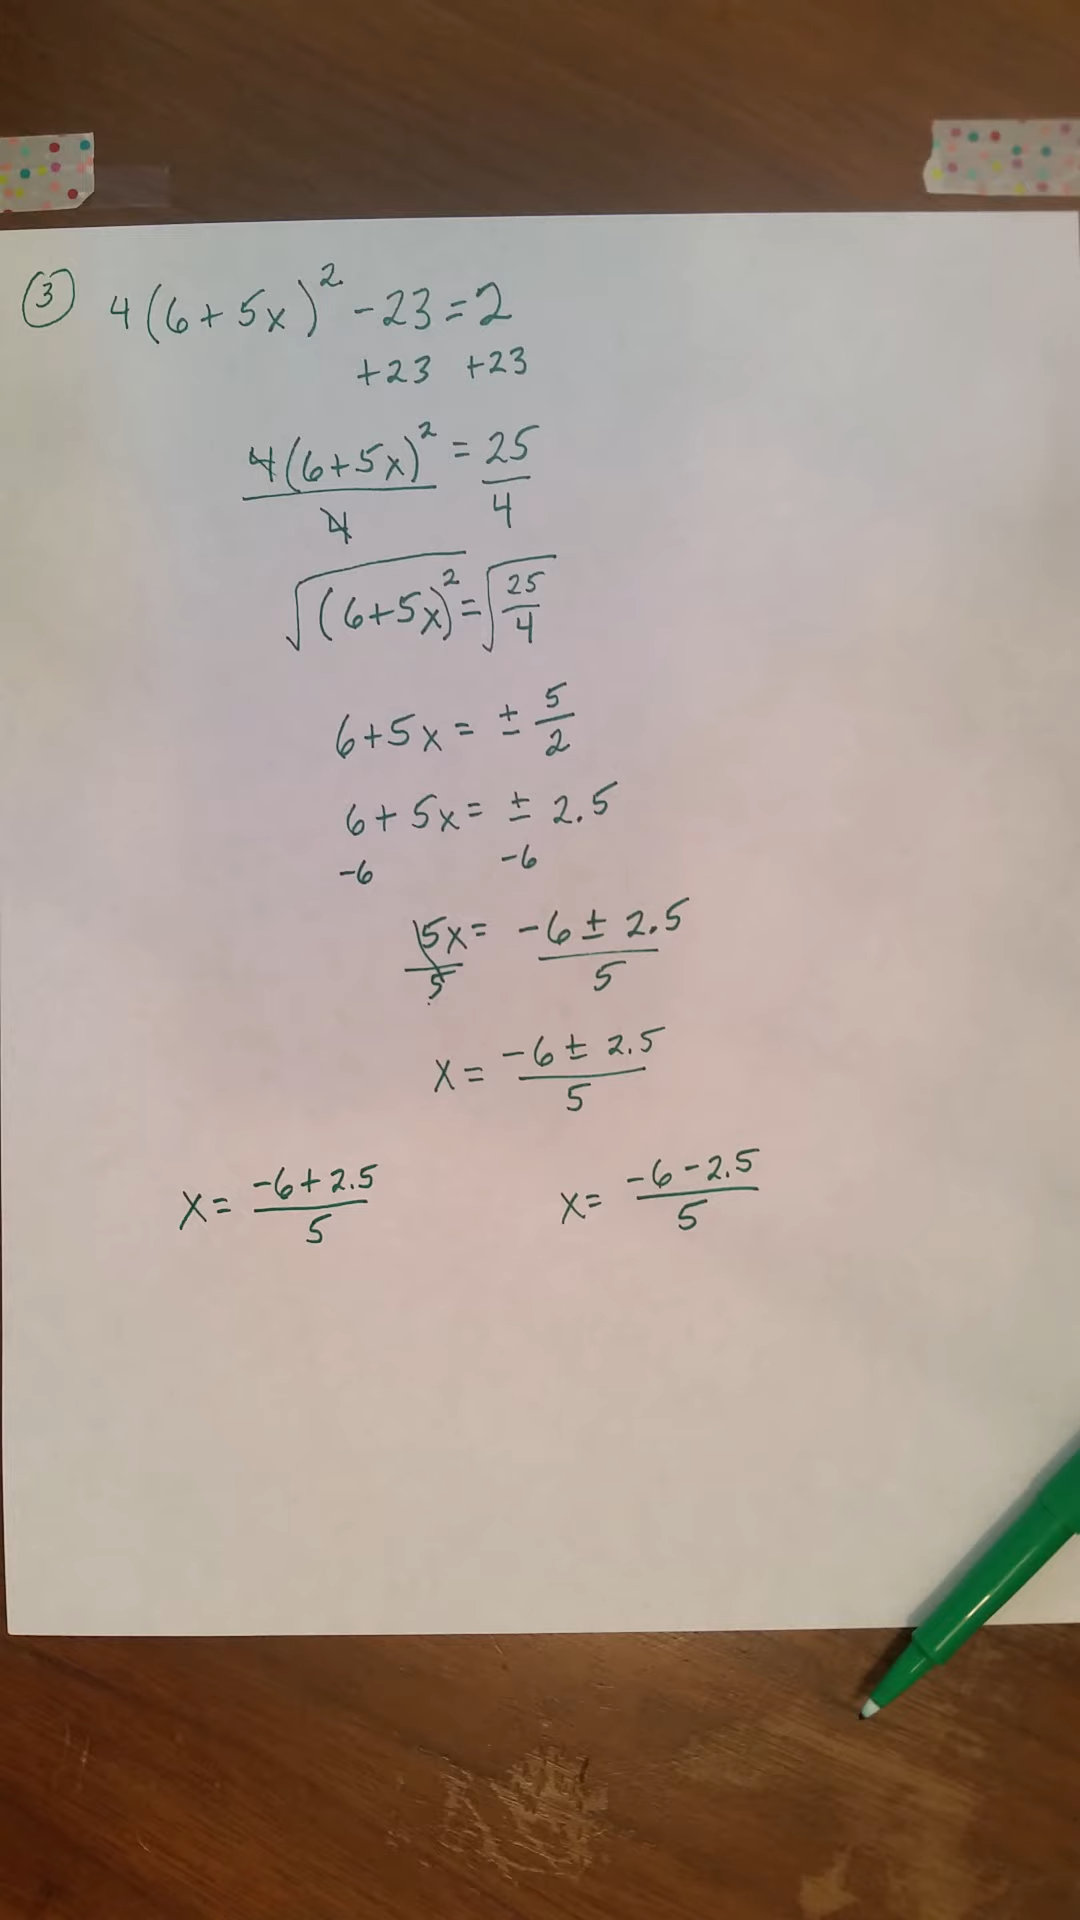 ③ 4(6+5x)² -23=2
+23 +23
4(6+5x)²/4 = 25/4
√(6+5x)² = √25/4
6+5x = ± 5/2
6+5x = ± 2.5
-6 -6
5x/5 = -6 ± 2.5/5
x = -6 ± 2.5/5
x = -6+2.5/5 x = -6-2.5/5